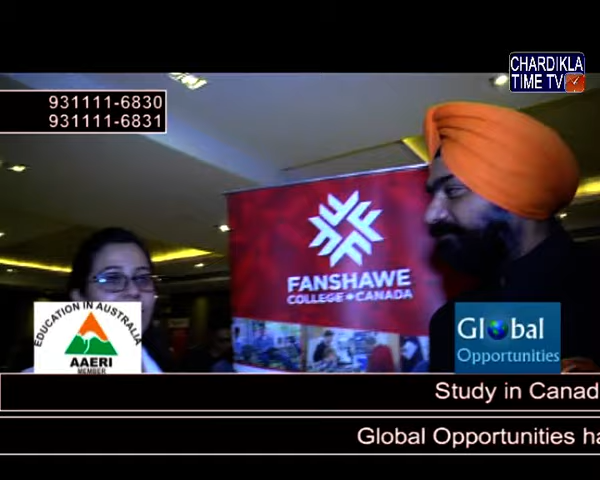 CHARDIKLA
TIME TV
931111-6830
931111-6831
FANSHAWE
COLLEGE CANADA
EDUCATION IN AUSTRALIA
AAERI
MEMBER
Global
Opportunities
Study in Canad
Global Opportunities ha